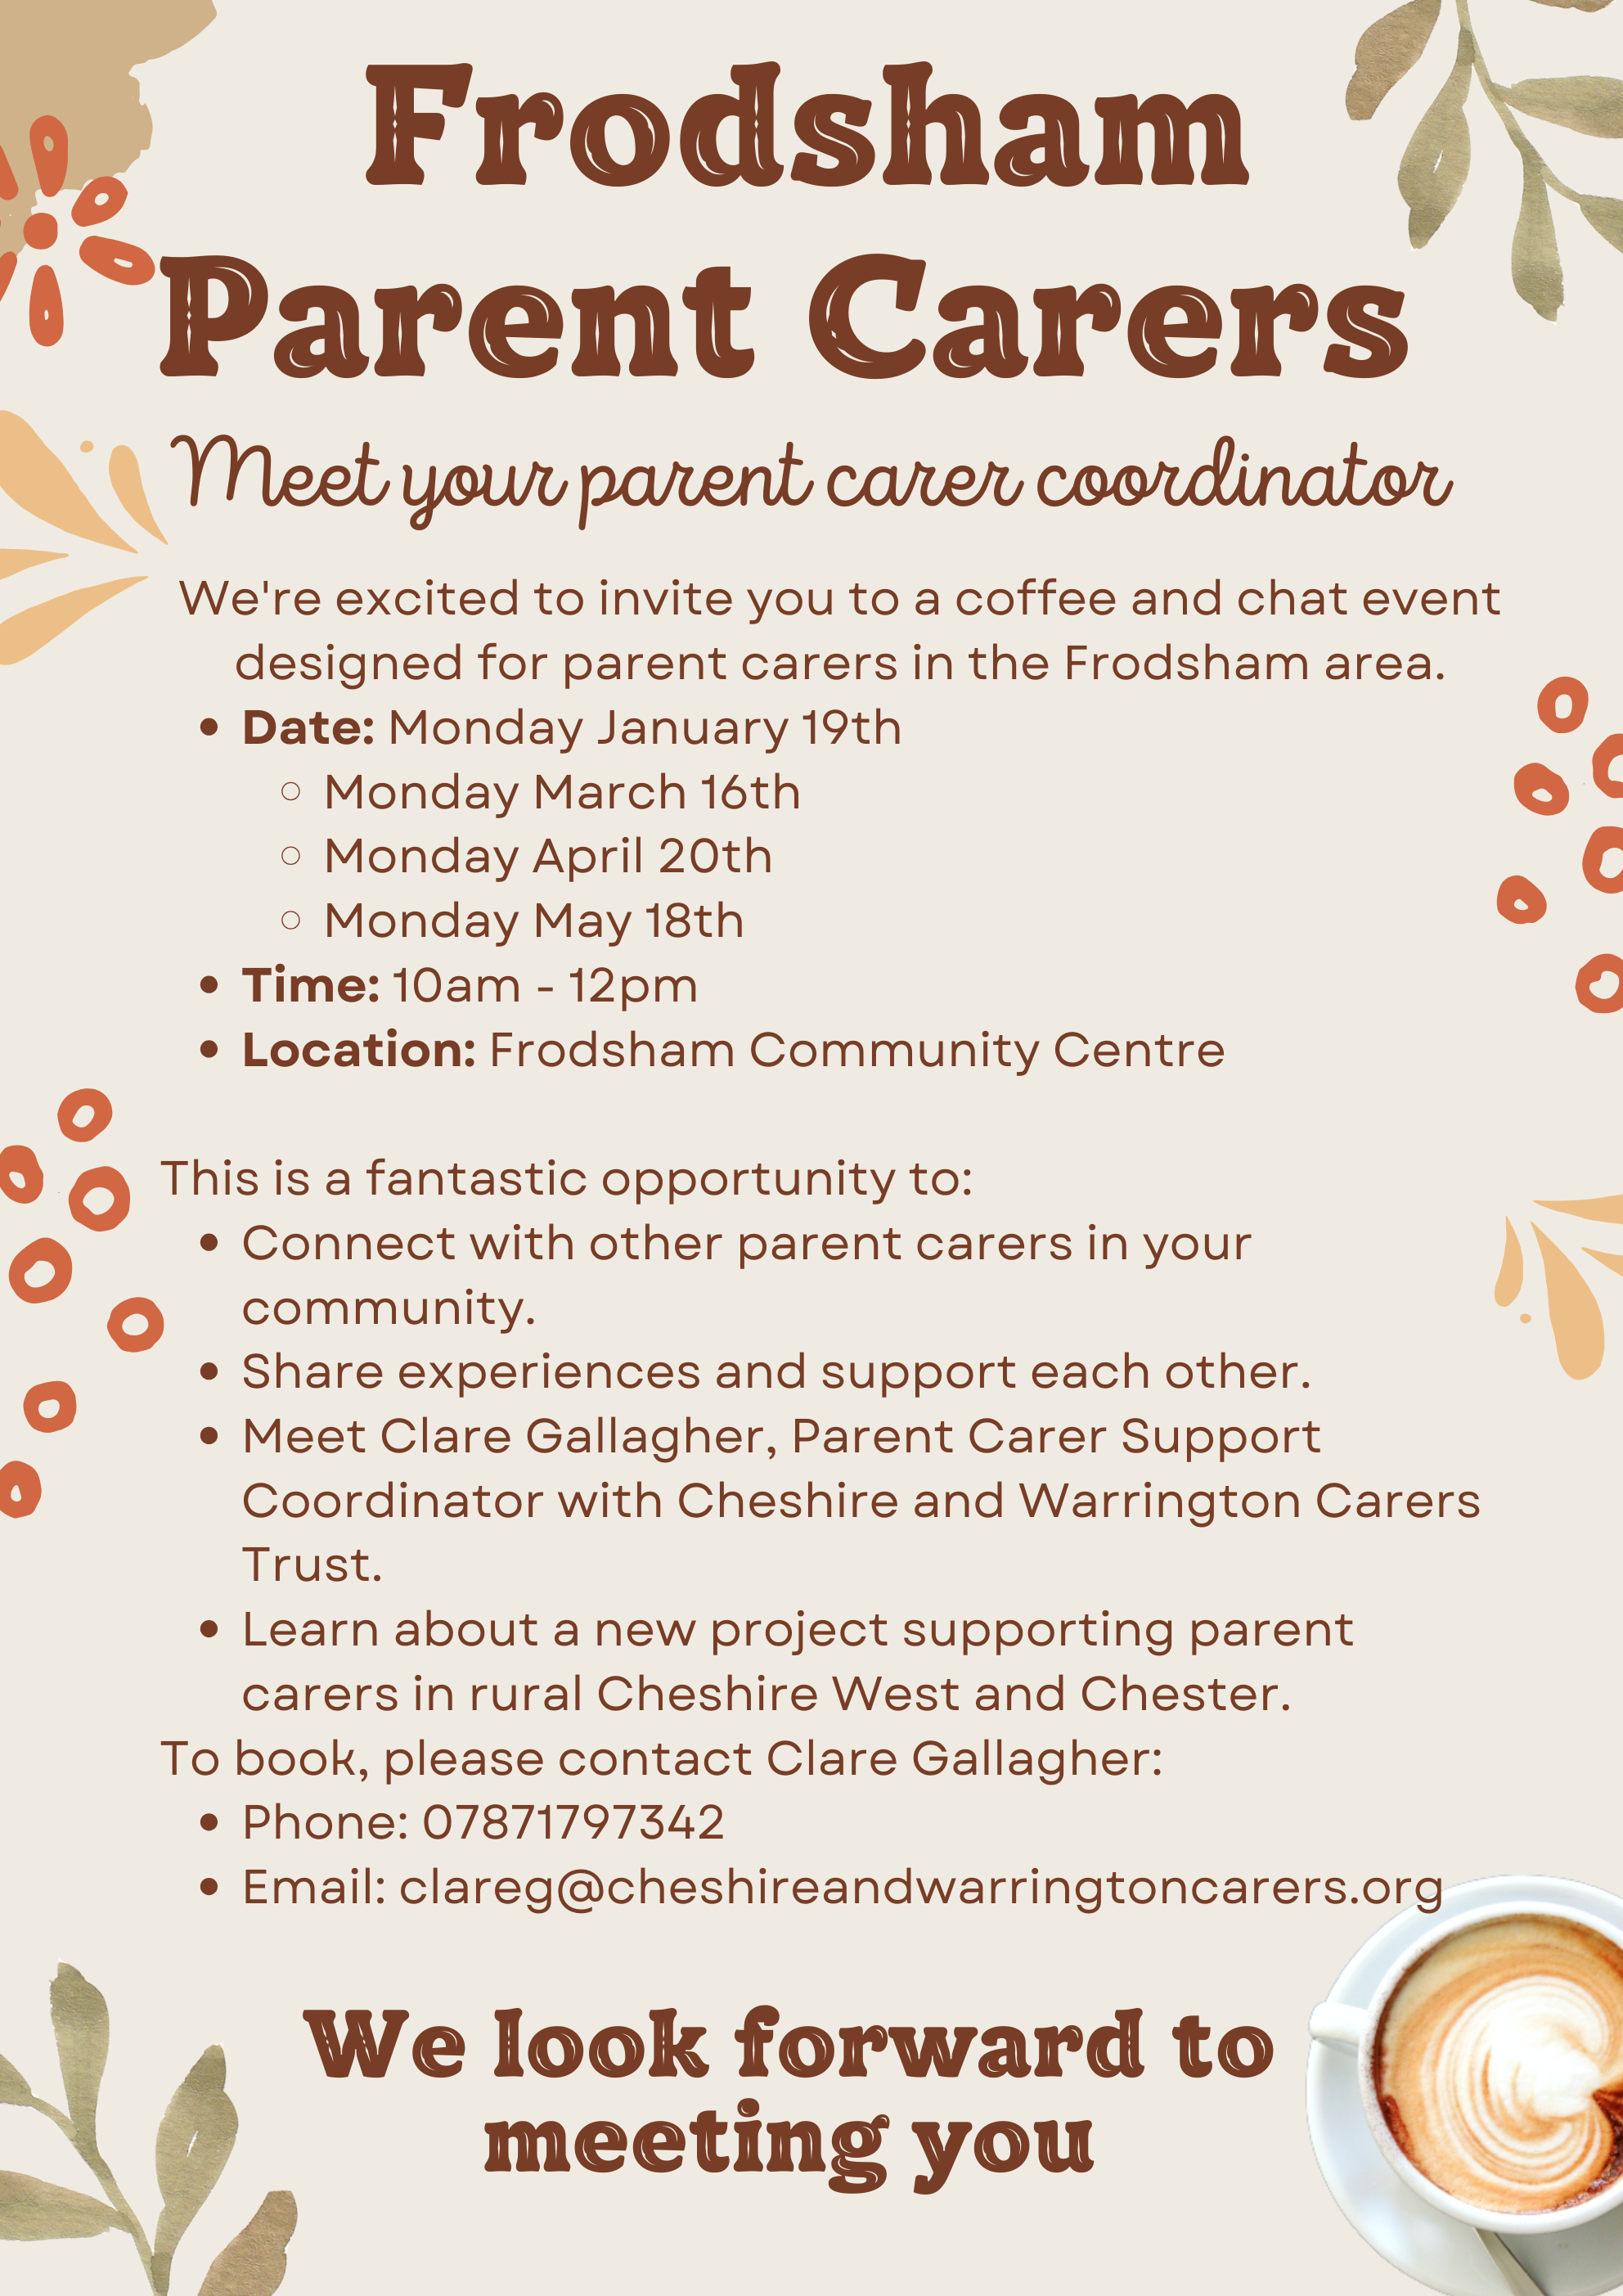 Frodsham
Parent Carers
Meet your parent carer coordinator
We're excited to invite you to a coffee and chat event
designed for parent carers in the Frodsham area.
• Date: Monday January 19th
◦ Monday March 16th
◦ Monday April 20th
◦ Monday May 18th
• Time: 10am - 12pm
• Location: Frodsham Community Centre
This is a fantastic opportunity to:
• Connect with other parent carers in your
community.
• Share experiences and support each other.
• Meet Clare Gallagher, Parent Carer Support
Coordinator with Cheshire and Warrington Carers
Trust.
• Learn about a new project supporting parent
carers in rural Cheshire West and Chester.
To book, please contact Clare Gallagher:
• Phone: 07871797342
• Email: clareg@cheshireandwarringtoncarers.org
We look forward to
meeting you